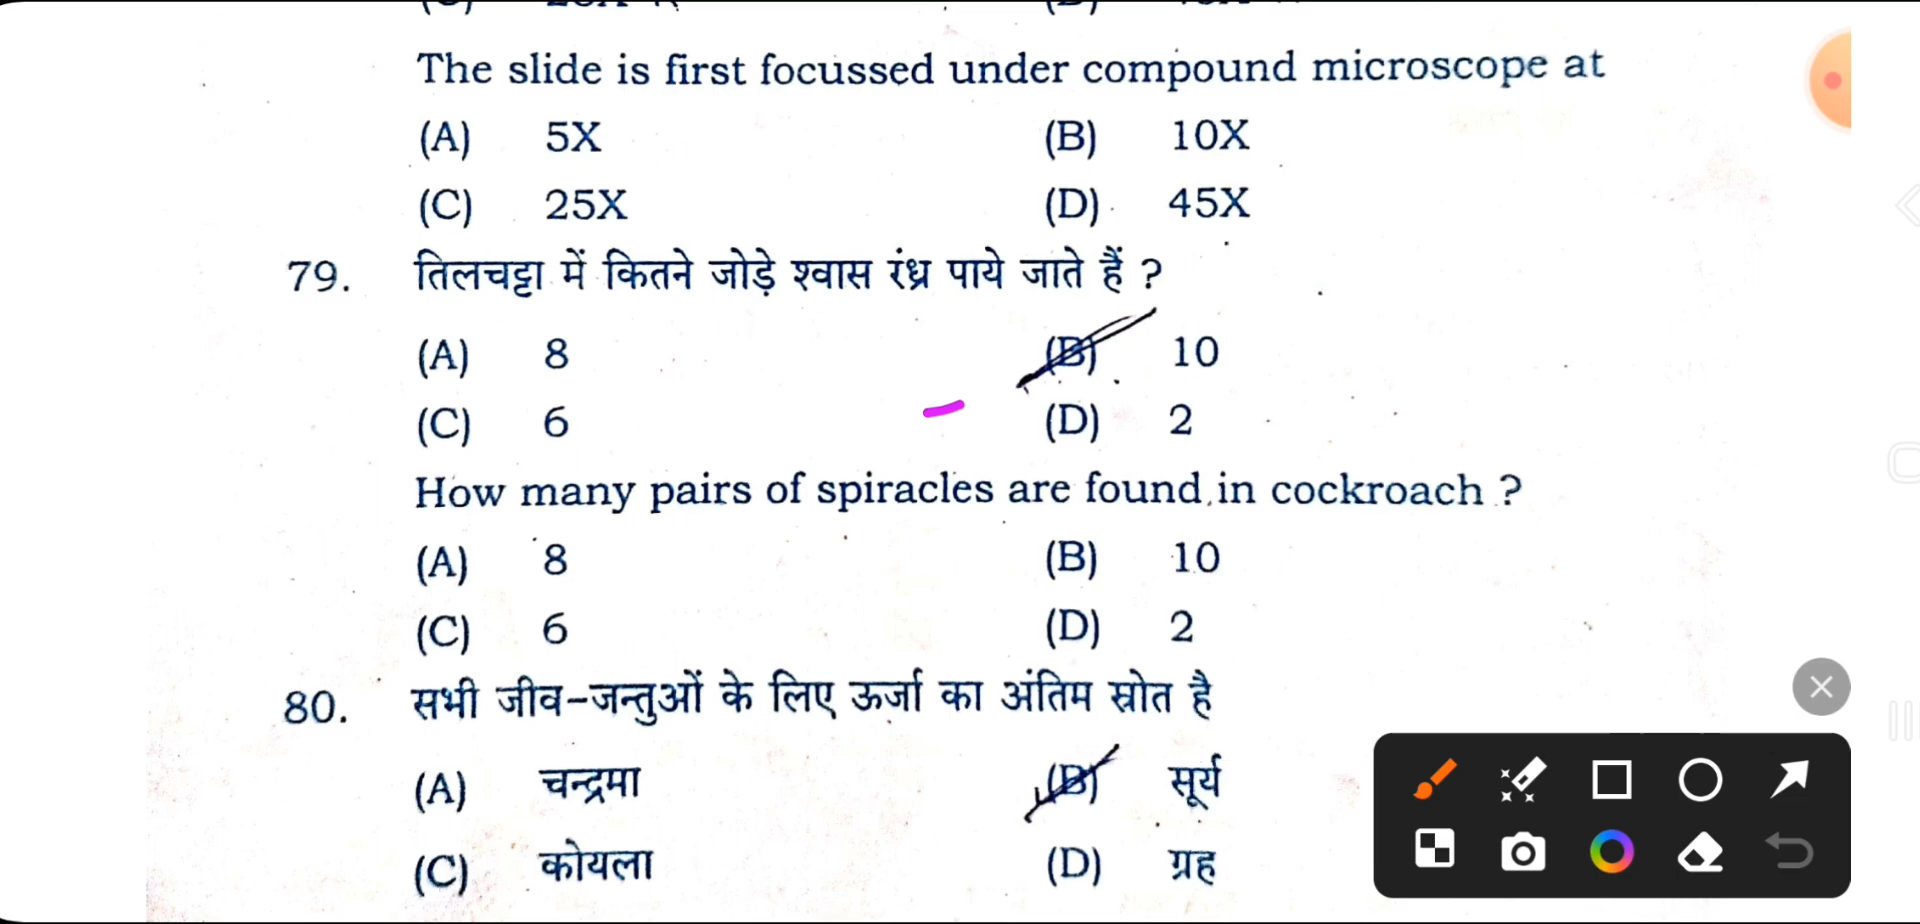 The slide is first focussed under compound microscope at
(A) 5X (B) 10X
(C) 25X (D) 45X
79. तिलचट्टा में कितने जोड़े श्वास रंध्र पाये जाते हैं ?
(A) 8 (B) 10
(C) 6 (D) 2
How many pairs of spiracles are found in cockroach ?
(A) 8 (B) 10
(C) 6 (D) 2
80. सभी जीव-जन्तुओं के लिए ऊर्जा का अंतिम स्रोत है
(A) चन्द्रमा (B) सूर्य
(C) कोयला (D) ग्रह